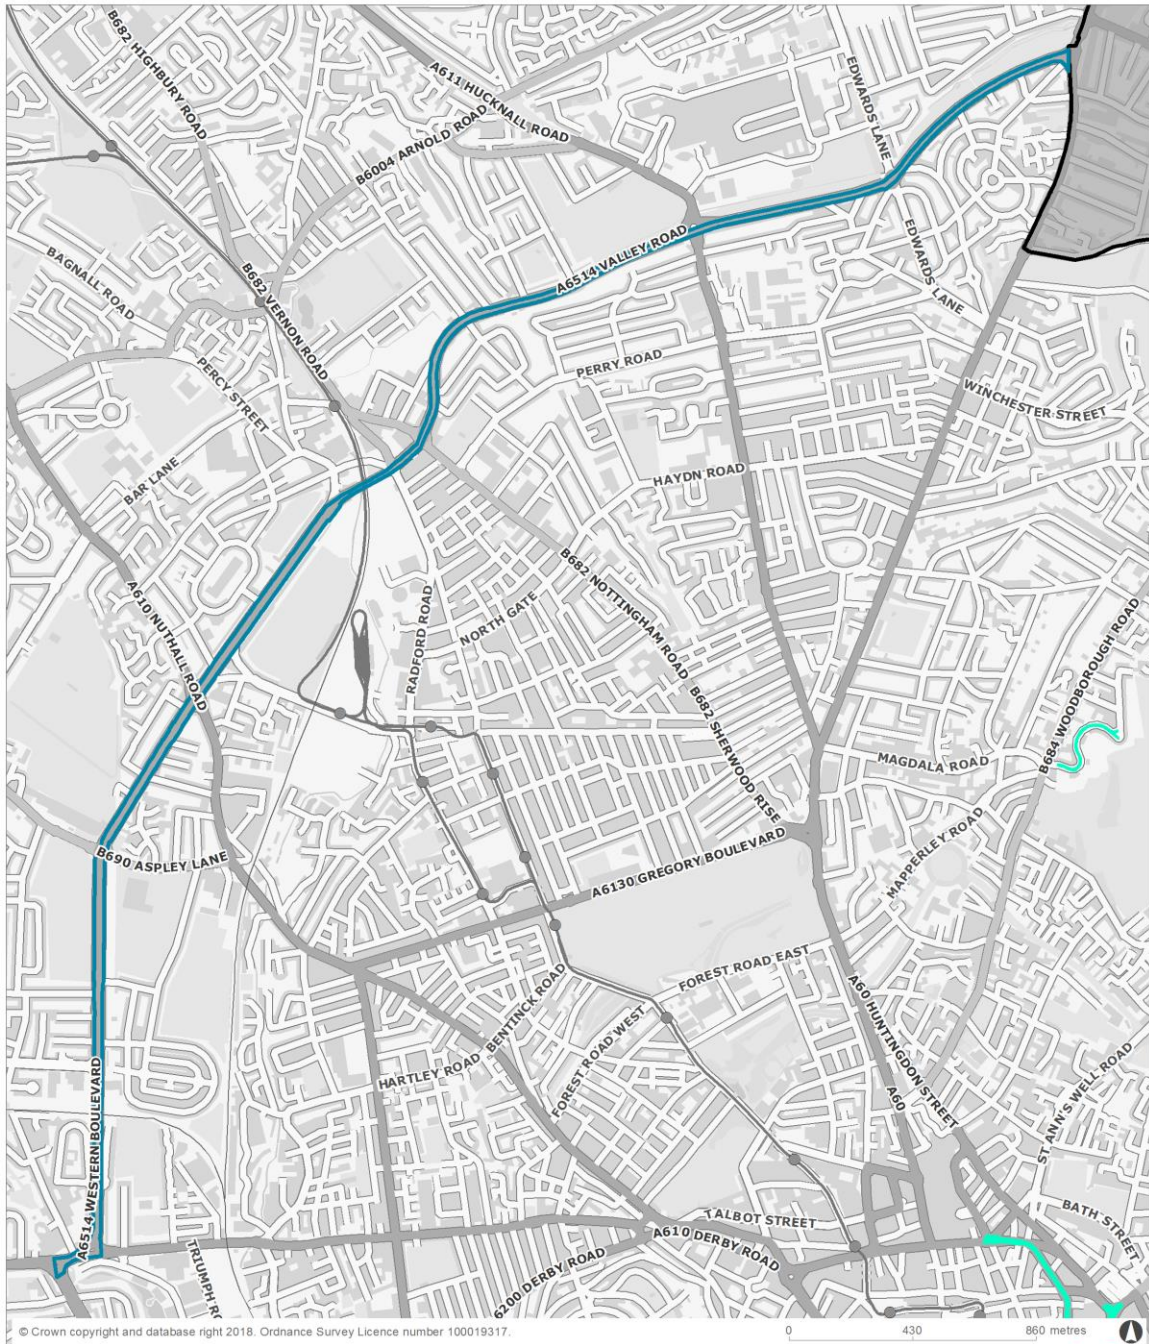 B682 HIGHBURY ROAD
A611 HUCKNALL ROAD
B6004 ARNOLD ROAD
EDWARDS LANE
BAGNALL ROAD
B682 VERNON ROAD
A6514 VALLEY ROAD
EDWARDS LANE
PERCY STREET
PERRY ROAD
WINCHESTER STREET
BAR LANE
HAYDN ROAD
A610 NUTHALL ROAD
RADFORD ROAD
NORTH GATE
B682 NOTTINGHAM ROAD
B682 SHERWOOD RISE
B684 WOODBOROUGH ROAD
MAGDALA ROAD
MAPPERLEY ROAD
B690 ASPLEY LANE
A6130 GREGORY BOULEVARD
FOREST ROAD EAST
BENTINCK ROAD
HARTLEY ROAD
FOREST ROAD WEST
A60 HUNTINGDON STREET
A60
ST ANN'S WELL ROAD
A6514 WESTERN BOULEVARD
TALBOT STREET
BATH STREET
A610 DERBY ROAD
6200 DERBY ROAD
TRIUMPH RO
© Crown copyright and database right 2018. Ordnance Survey Licence number 100019317.
0 430 860 metres